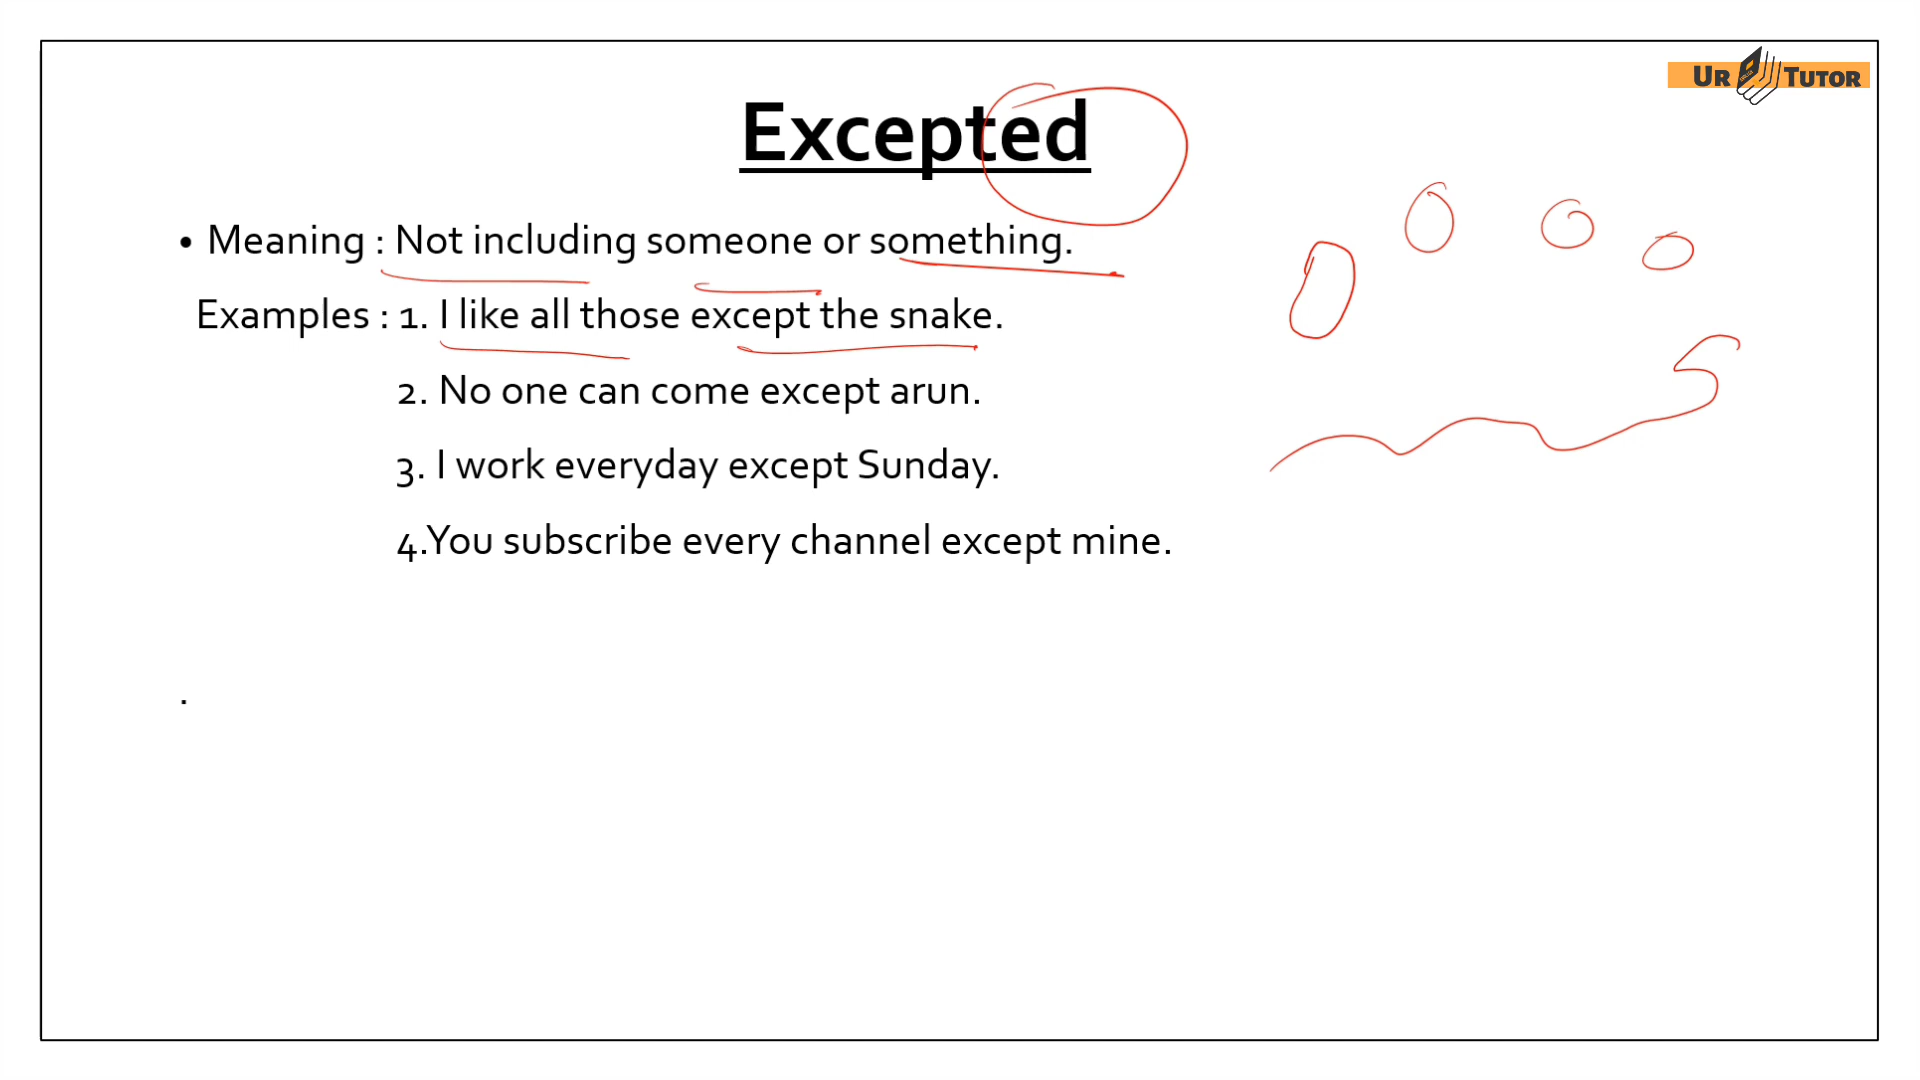 UR TUTOR
Excepted
• Meaning : Not including someone or something.
Examples : 1. I like all those except the snake.
2. No one can come except arun.
3. I work everyday except Sunday.
4.You subscribe every channel except mine.
.